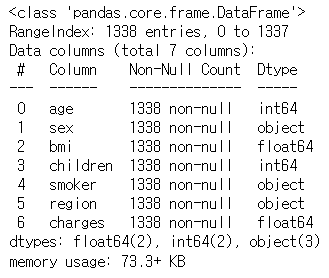 <class 'pandas.core.frame.DataFrame'>
RangeIndex: 1338 entries, 0 to 1337
Data columns (total 7 columns):
 #   Column    Non-Null Count  Dtype
---  ------    --------------  -----
 0   age       1338 non-null   int64
 1   sex       1338 non-null   object
 2   bmi       1338 non-null   float64
 3   children  1338 non-null   int64
 4   smoker    1338 non-null   object
 5   region    1338 non-null   object
 6   charges   1338 non-null   float64
dtypes: float64(2), int64(2), object(3)
memory usage: 73.3+ KB